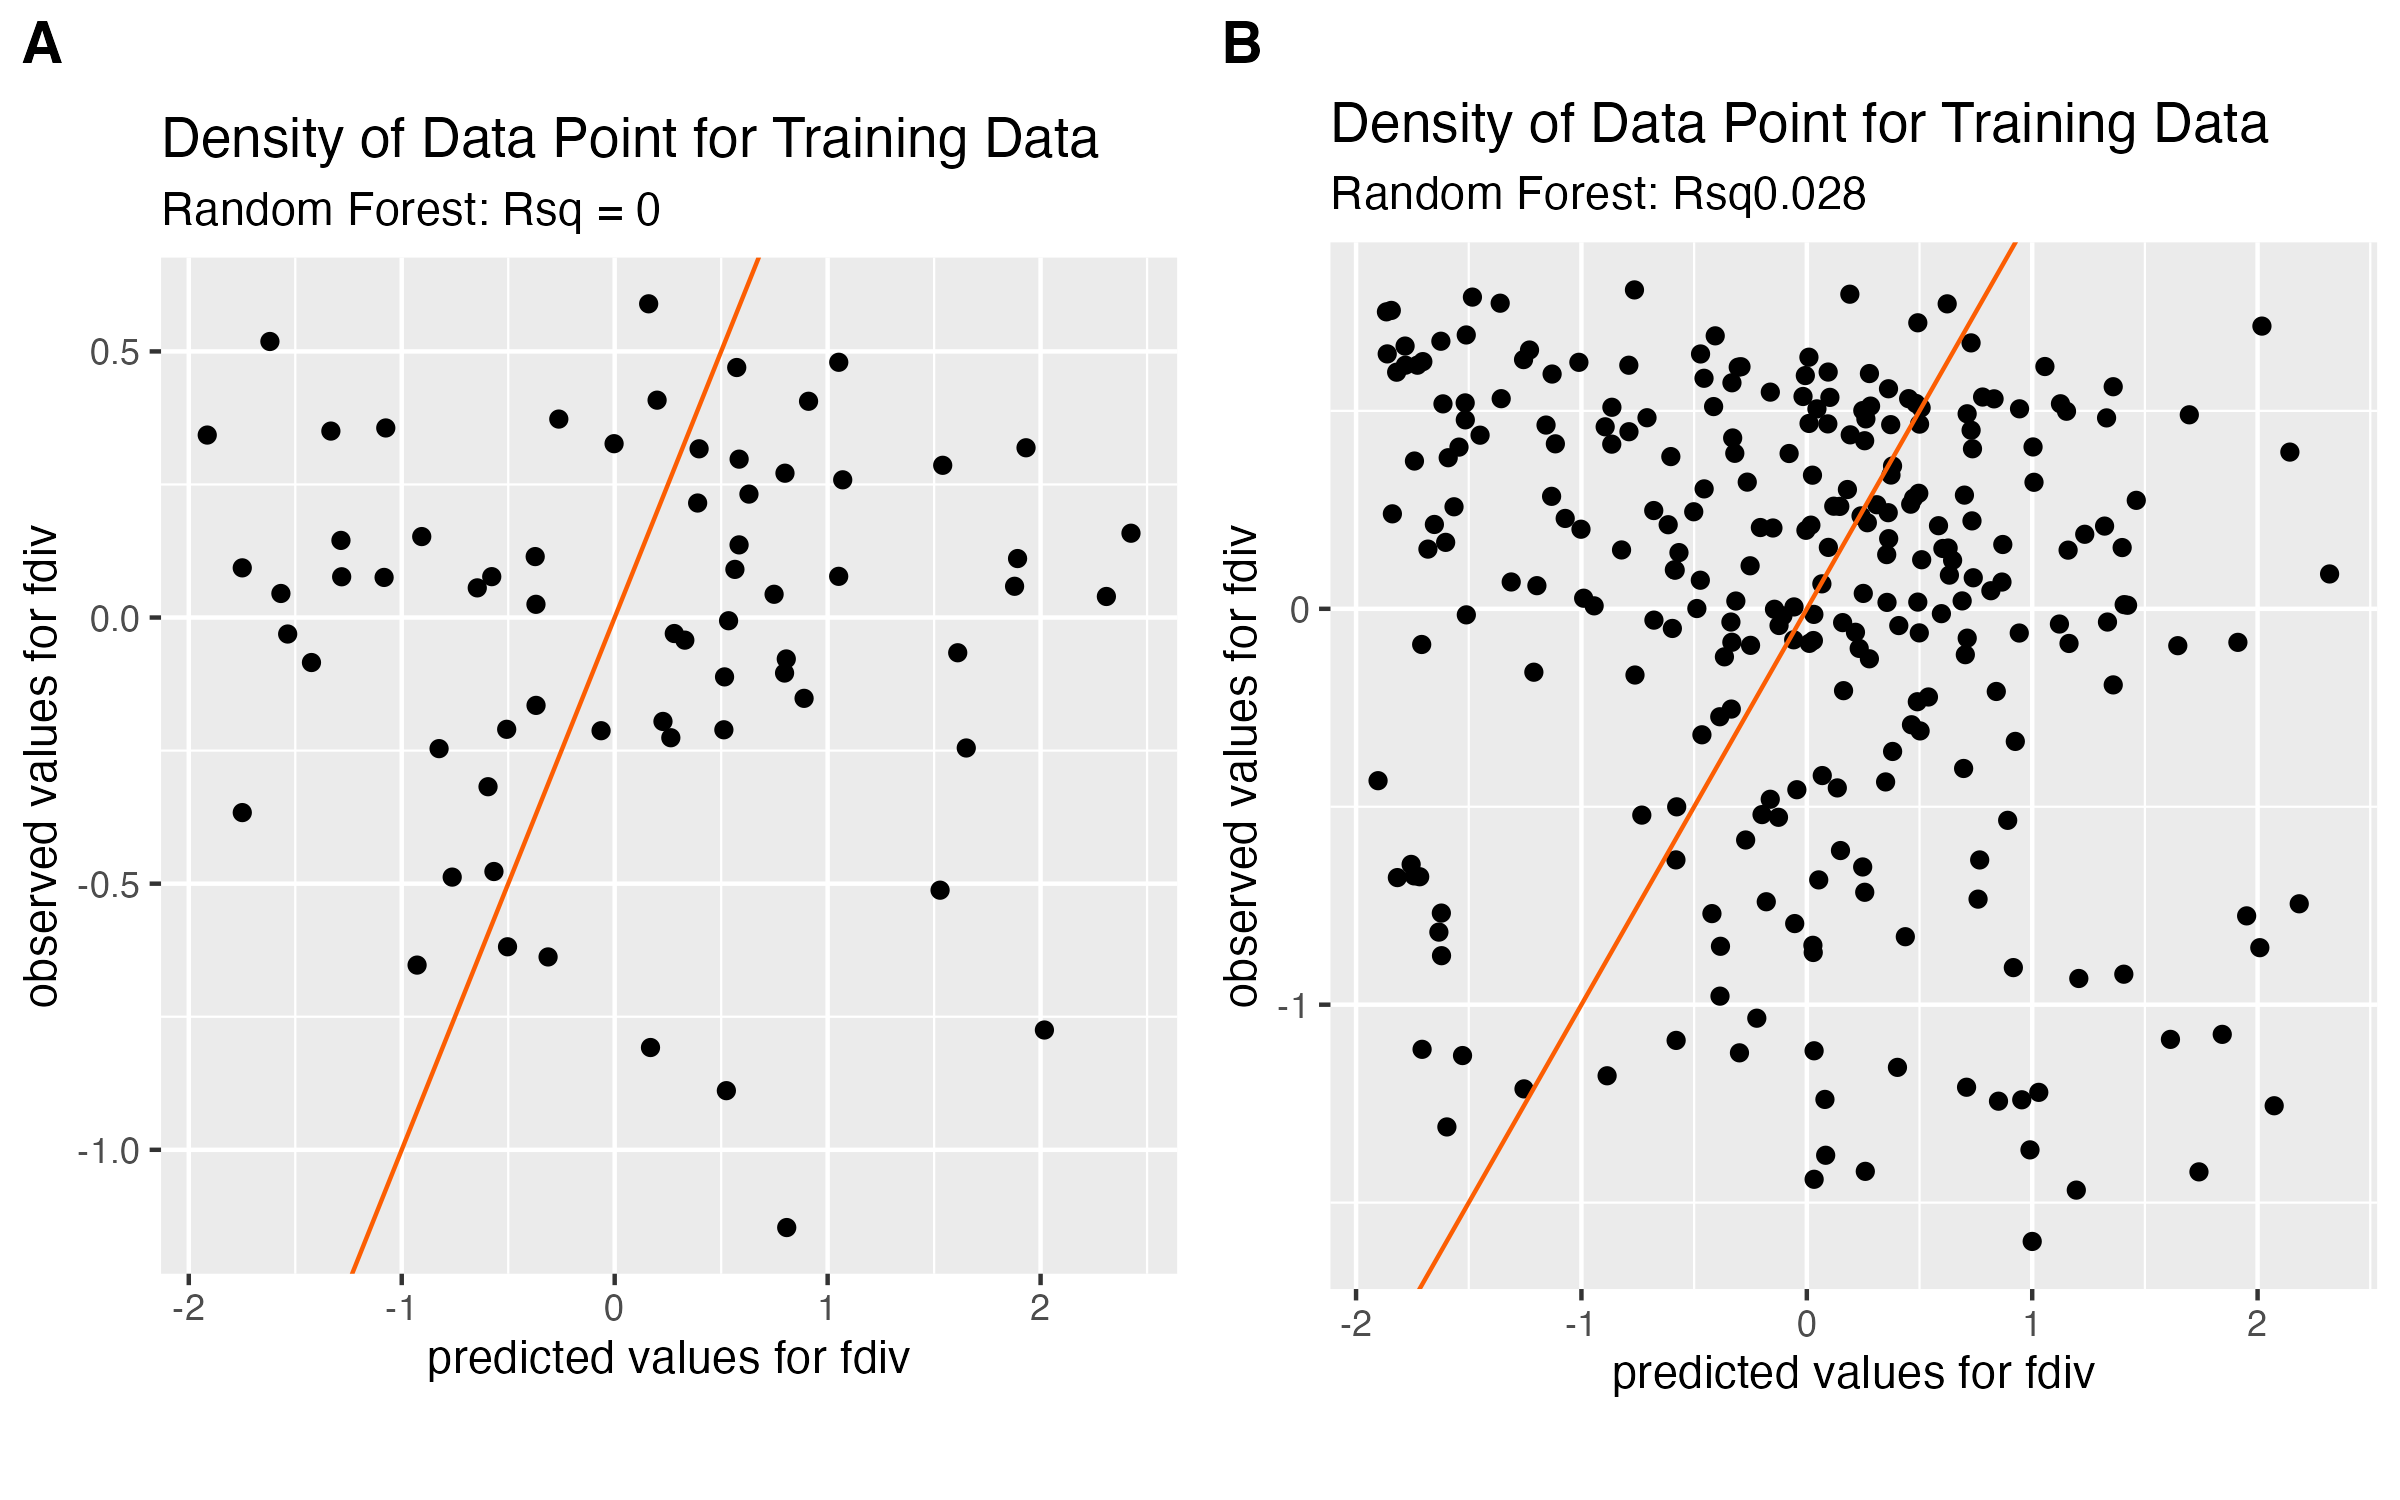 A
Density of Data Point for Training Data
Random Forest: Rsq = 0
observed values for fdiv
0.5
0.0
-0.5
-1.0
-2
-1
0
1
2
predicted values for fdiv
B
Density of Data Point for Training Data
Random Forest: Rsq0.028
observed values for fdiv
0
-1
-2
-1
0
1
2
predicted values for fdiv